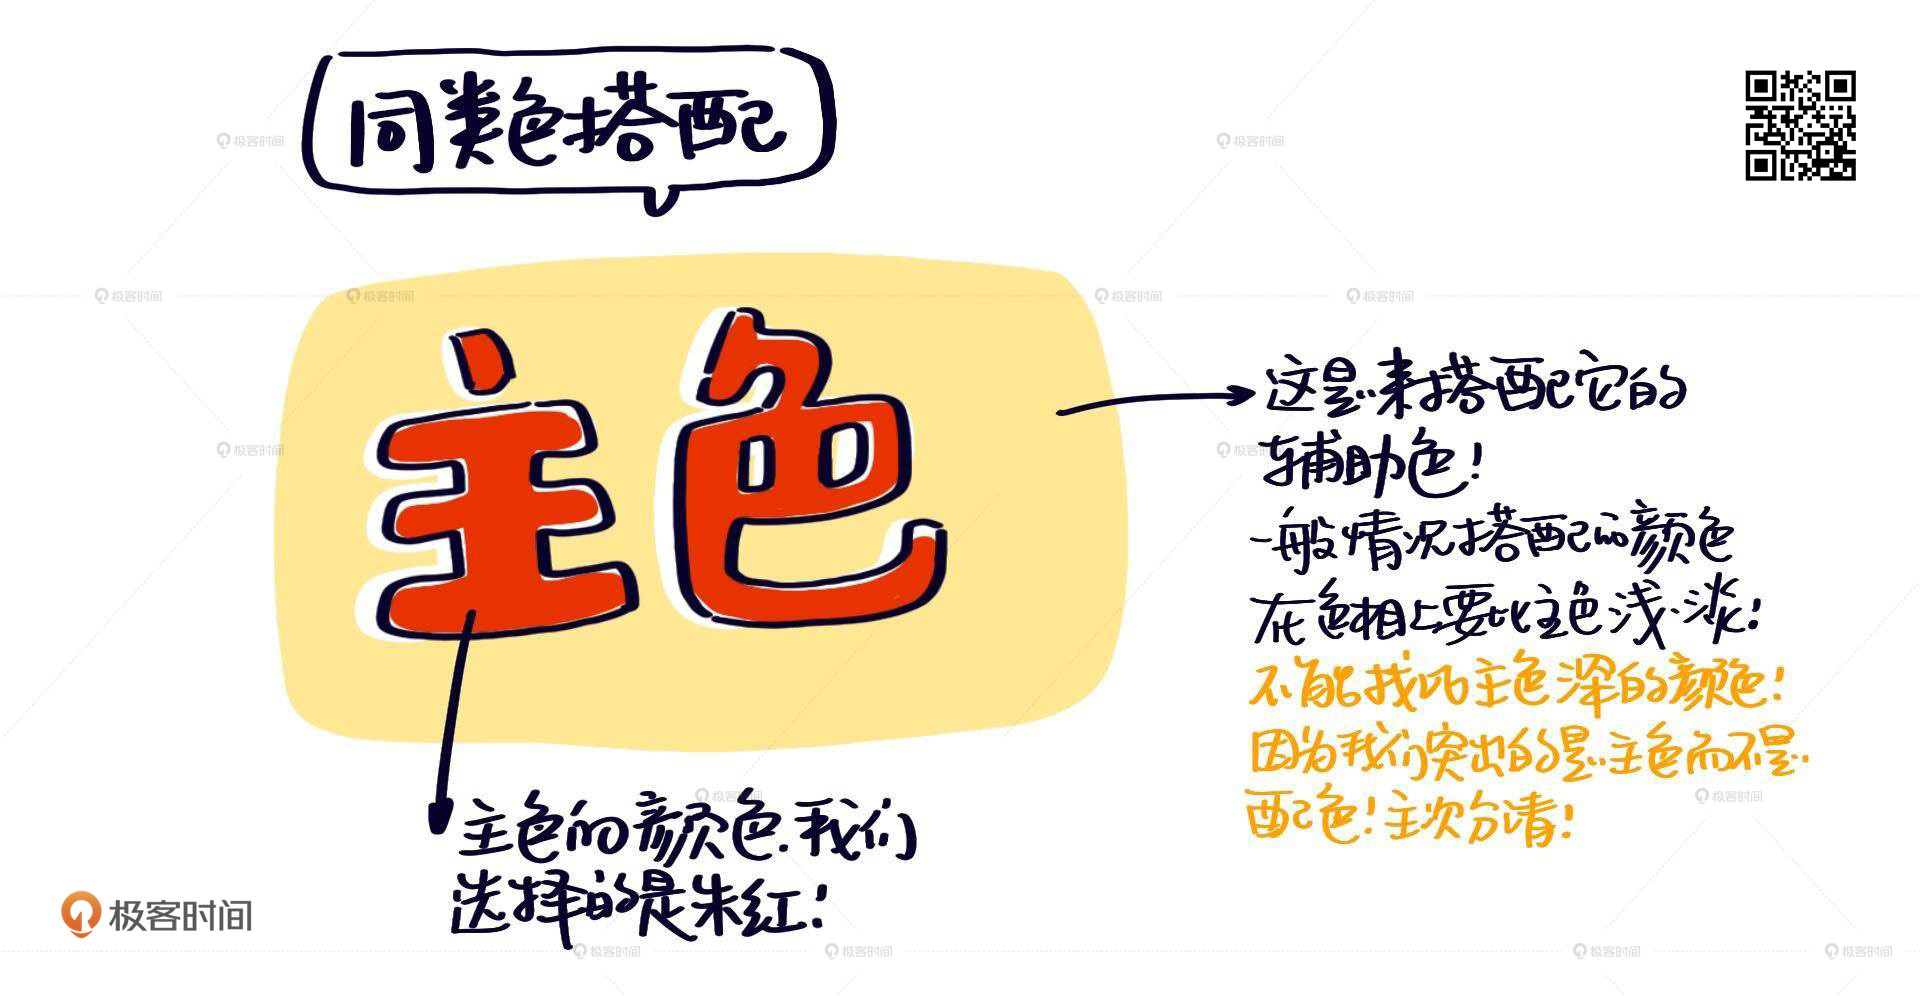 同类色搭配
主色
这是来搭配它的
辅助色！
一般情况搭配的颜色
在色相上要比主色浅、淡！
不能找比主色深的颜色！
因为我们突出的是主色而不是
配色！主次分清！
主色的颜色.我们
选择的是朱红！
极客时间